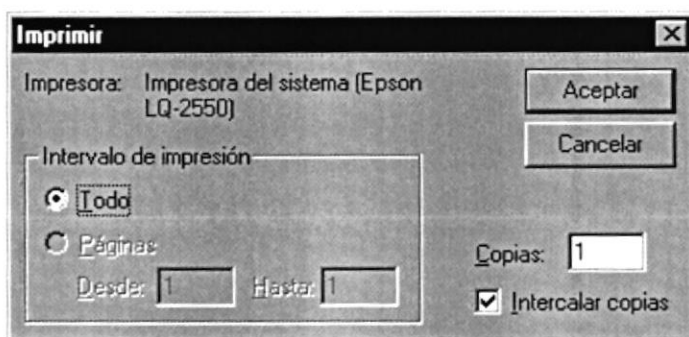 Imprimir
Impresora: Impresora del sistema (Epson
LQ-2550)
Aceptar
Cancelar
Intervalo de impresión
Todo
Páginas
Desde: 1 Hasta: 1
Copias: 1
Intercalar copias